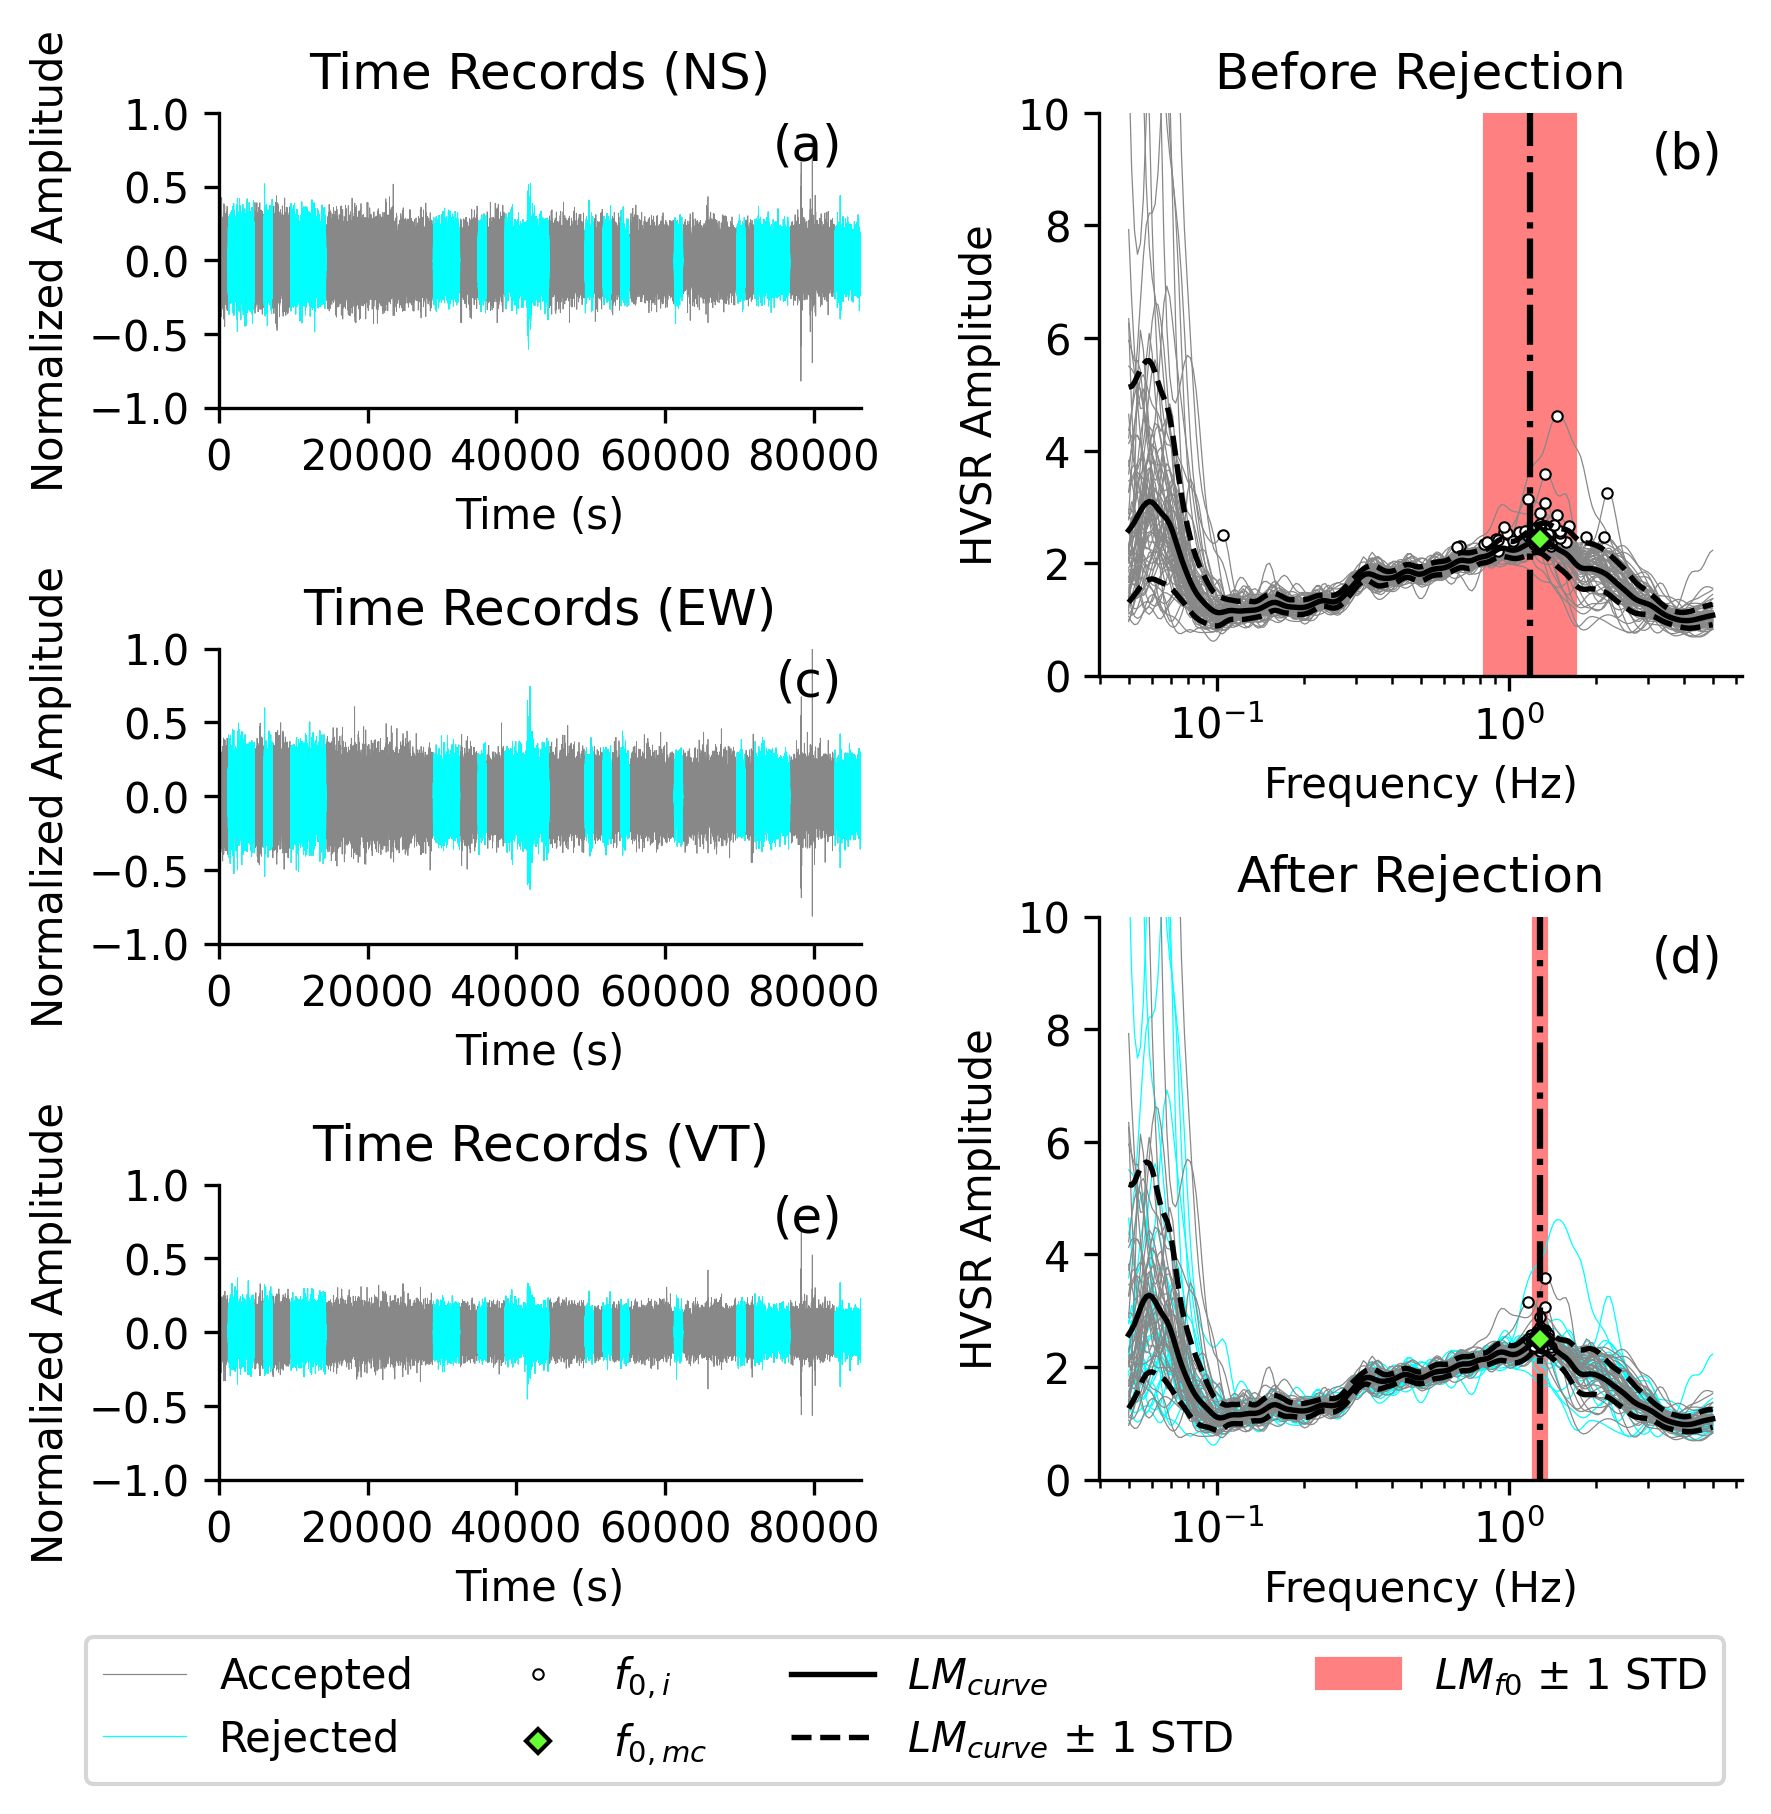 Time Records (NS)
Normalized Amplitude
1.0
0.5
0.0
−0.5
−1.0
(a)
0 20000 40000 60000 80000
Time (s)
Before Rejection
HVSR Amplitude
10
8
6
4
2
0
(b)
10⁻¹ 10⁰
Frequency (Hz)
Time Records (EW)
Normalized Amplitude
1.0
0.5
0.0
−0.5
−1.0
(c)
0 20000 40000 60000 80000
Time (s)
After Rejection
HVSR Amplitude
10
8
6
4
2
0
(d)
10⁻¹ 10⁰
Frequency (Hz)
Time Records (VT)
Normalized Amplitude
1.0
0.5
0.0
−0.5
−1.0
(e)
0 20000 40000 60000 80000
Time (s)
Accepted
Rejected
f0,i
f0,mc
LMcurve
LMcurve ± 1 STD
LMf0 ± 1 STD